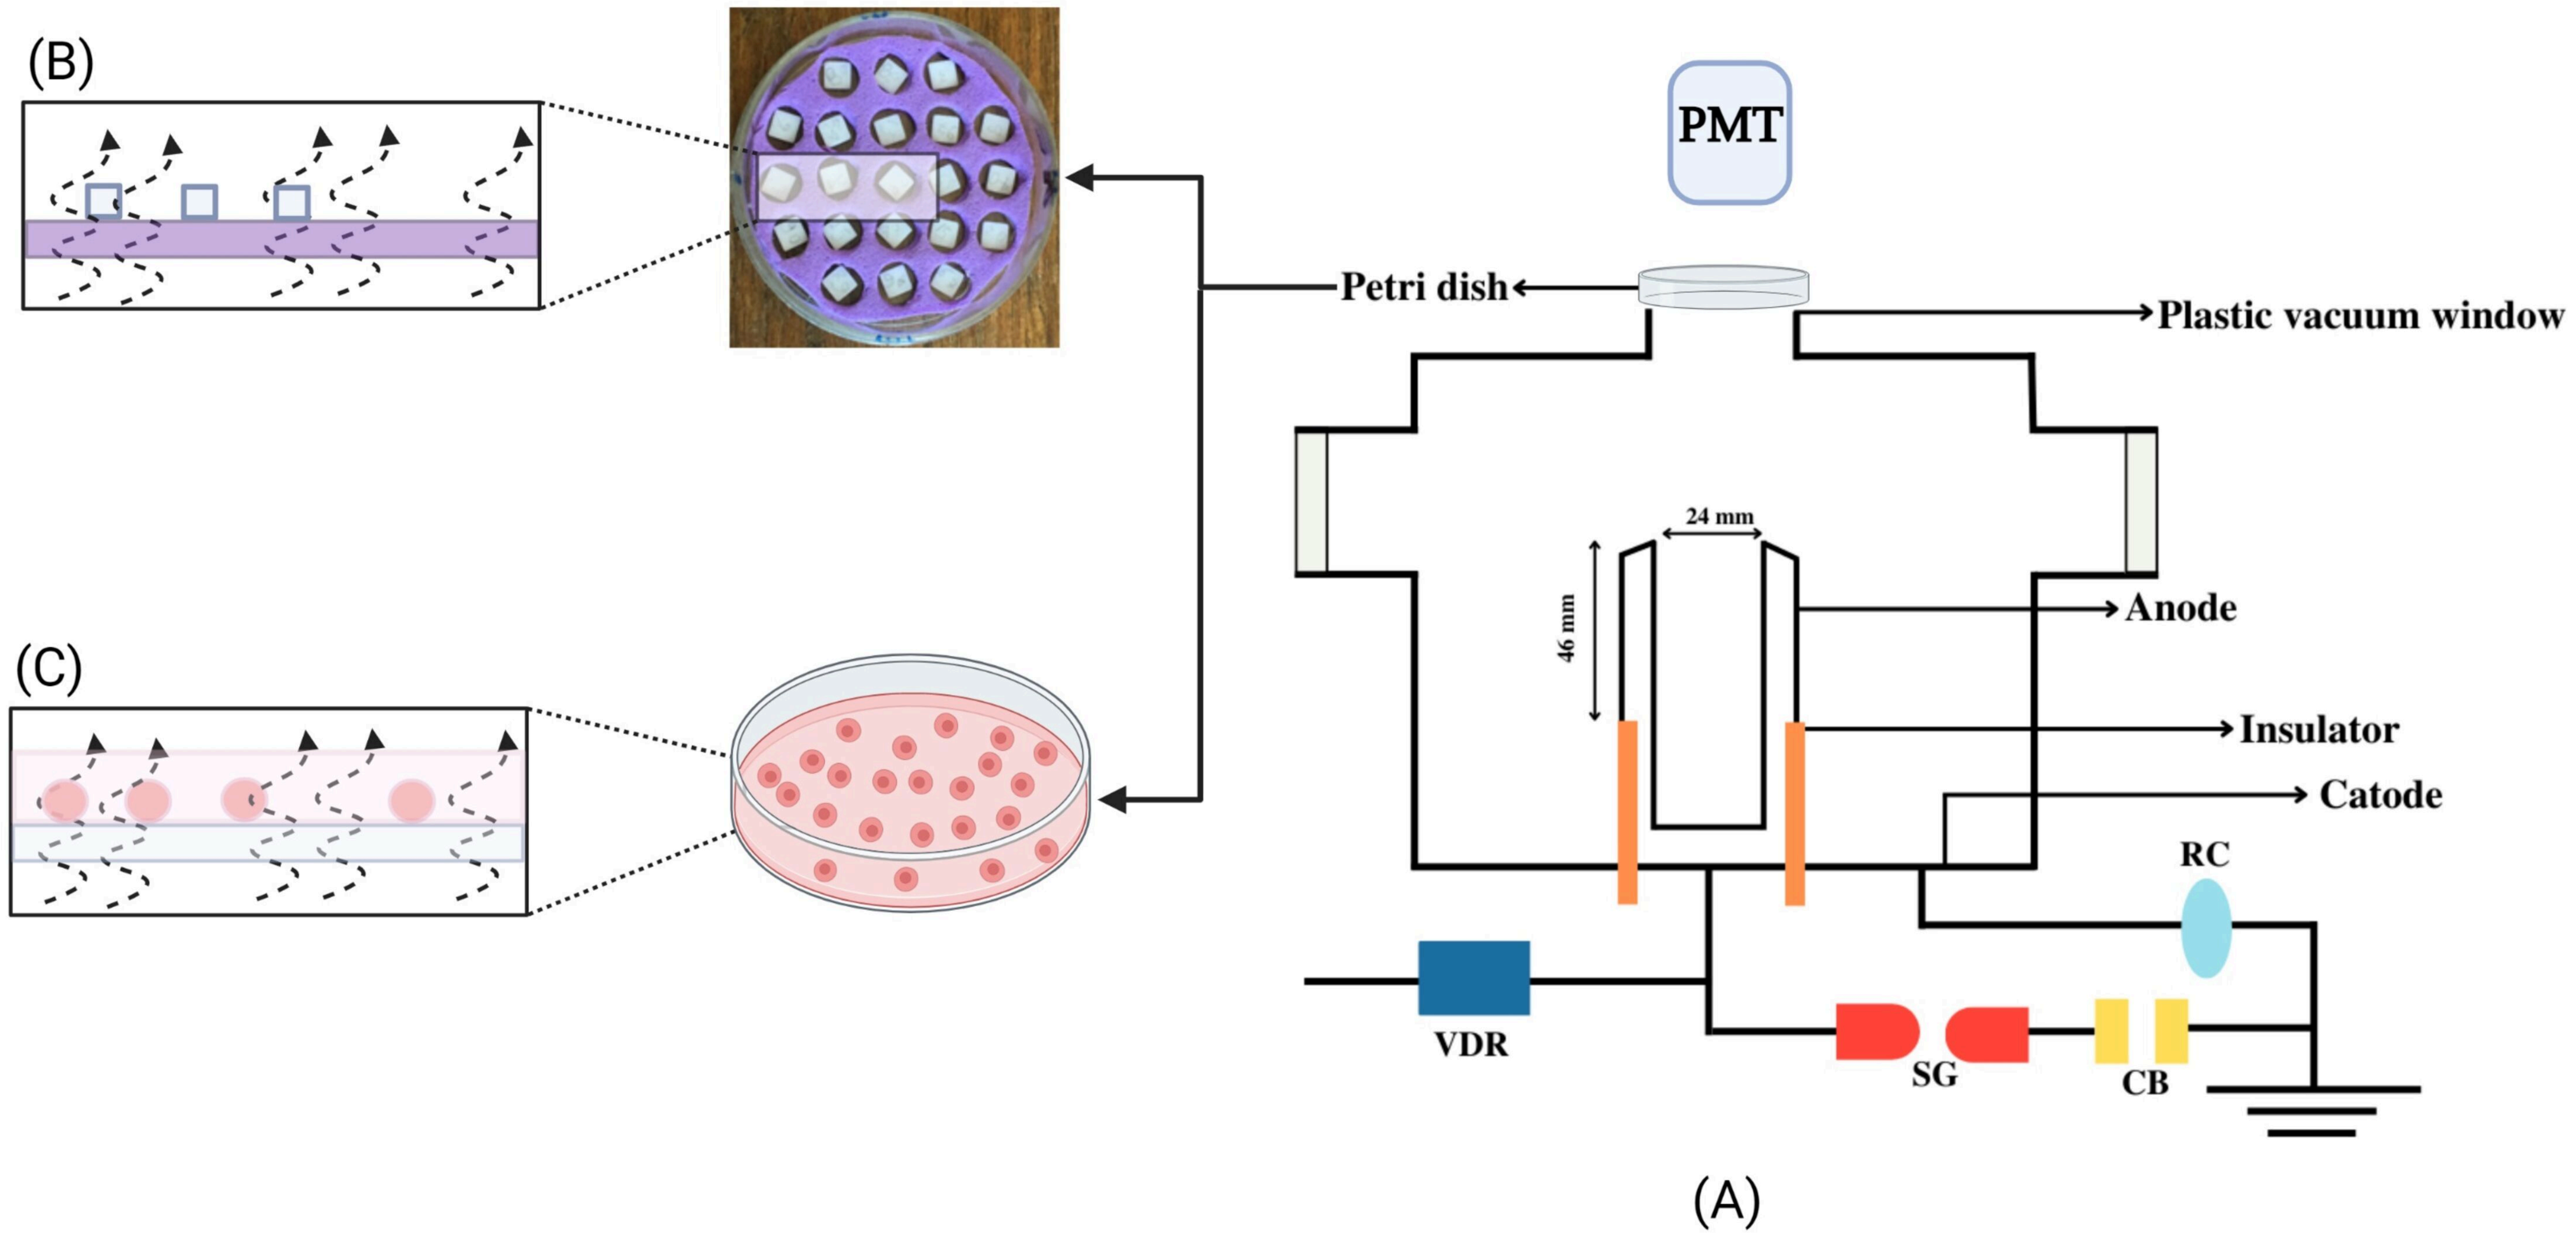 (B)
PMT
Petri dish
Plastic vacuum window
24 mm
46 mm
Anode
(C)
Insulator
Catode
RC
VDR
SG
CB
(A)